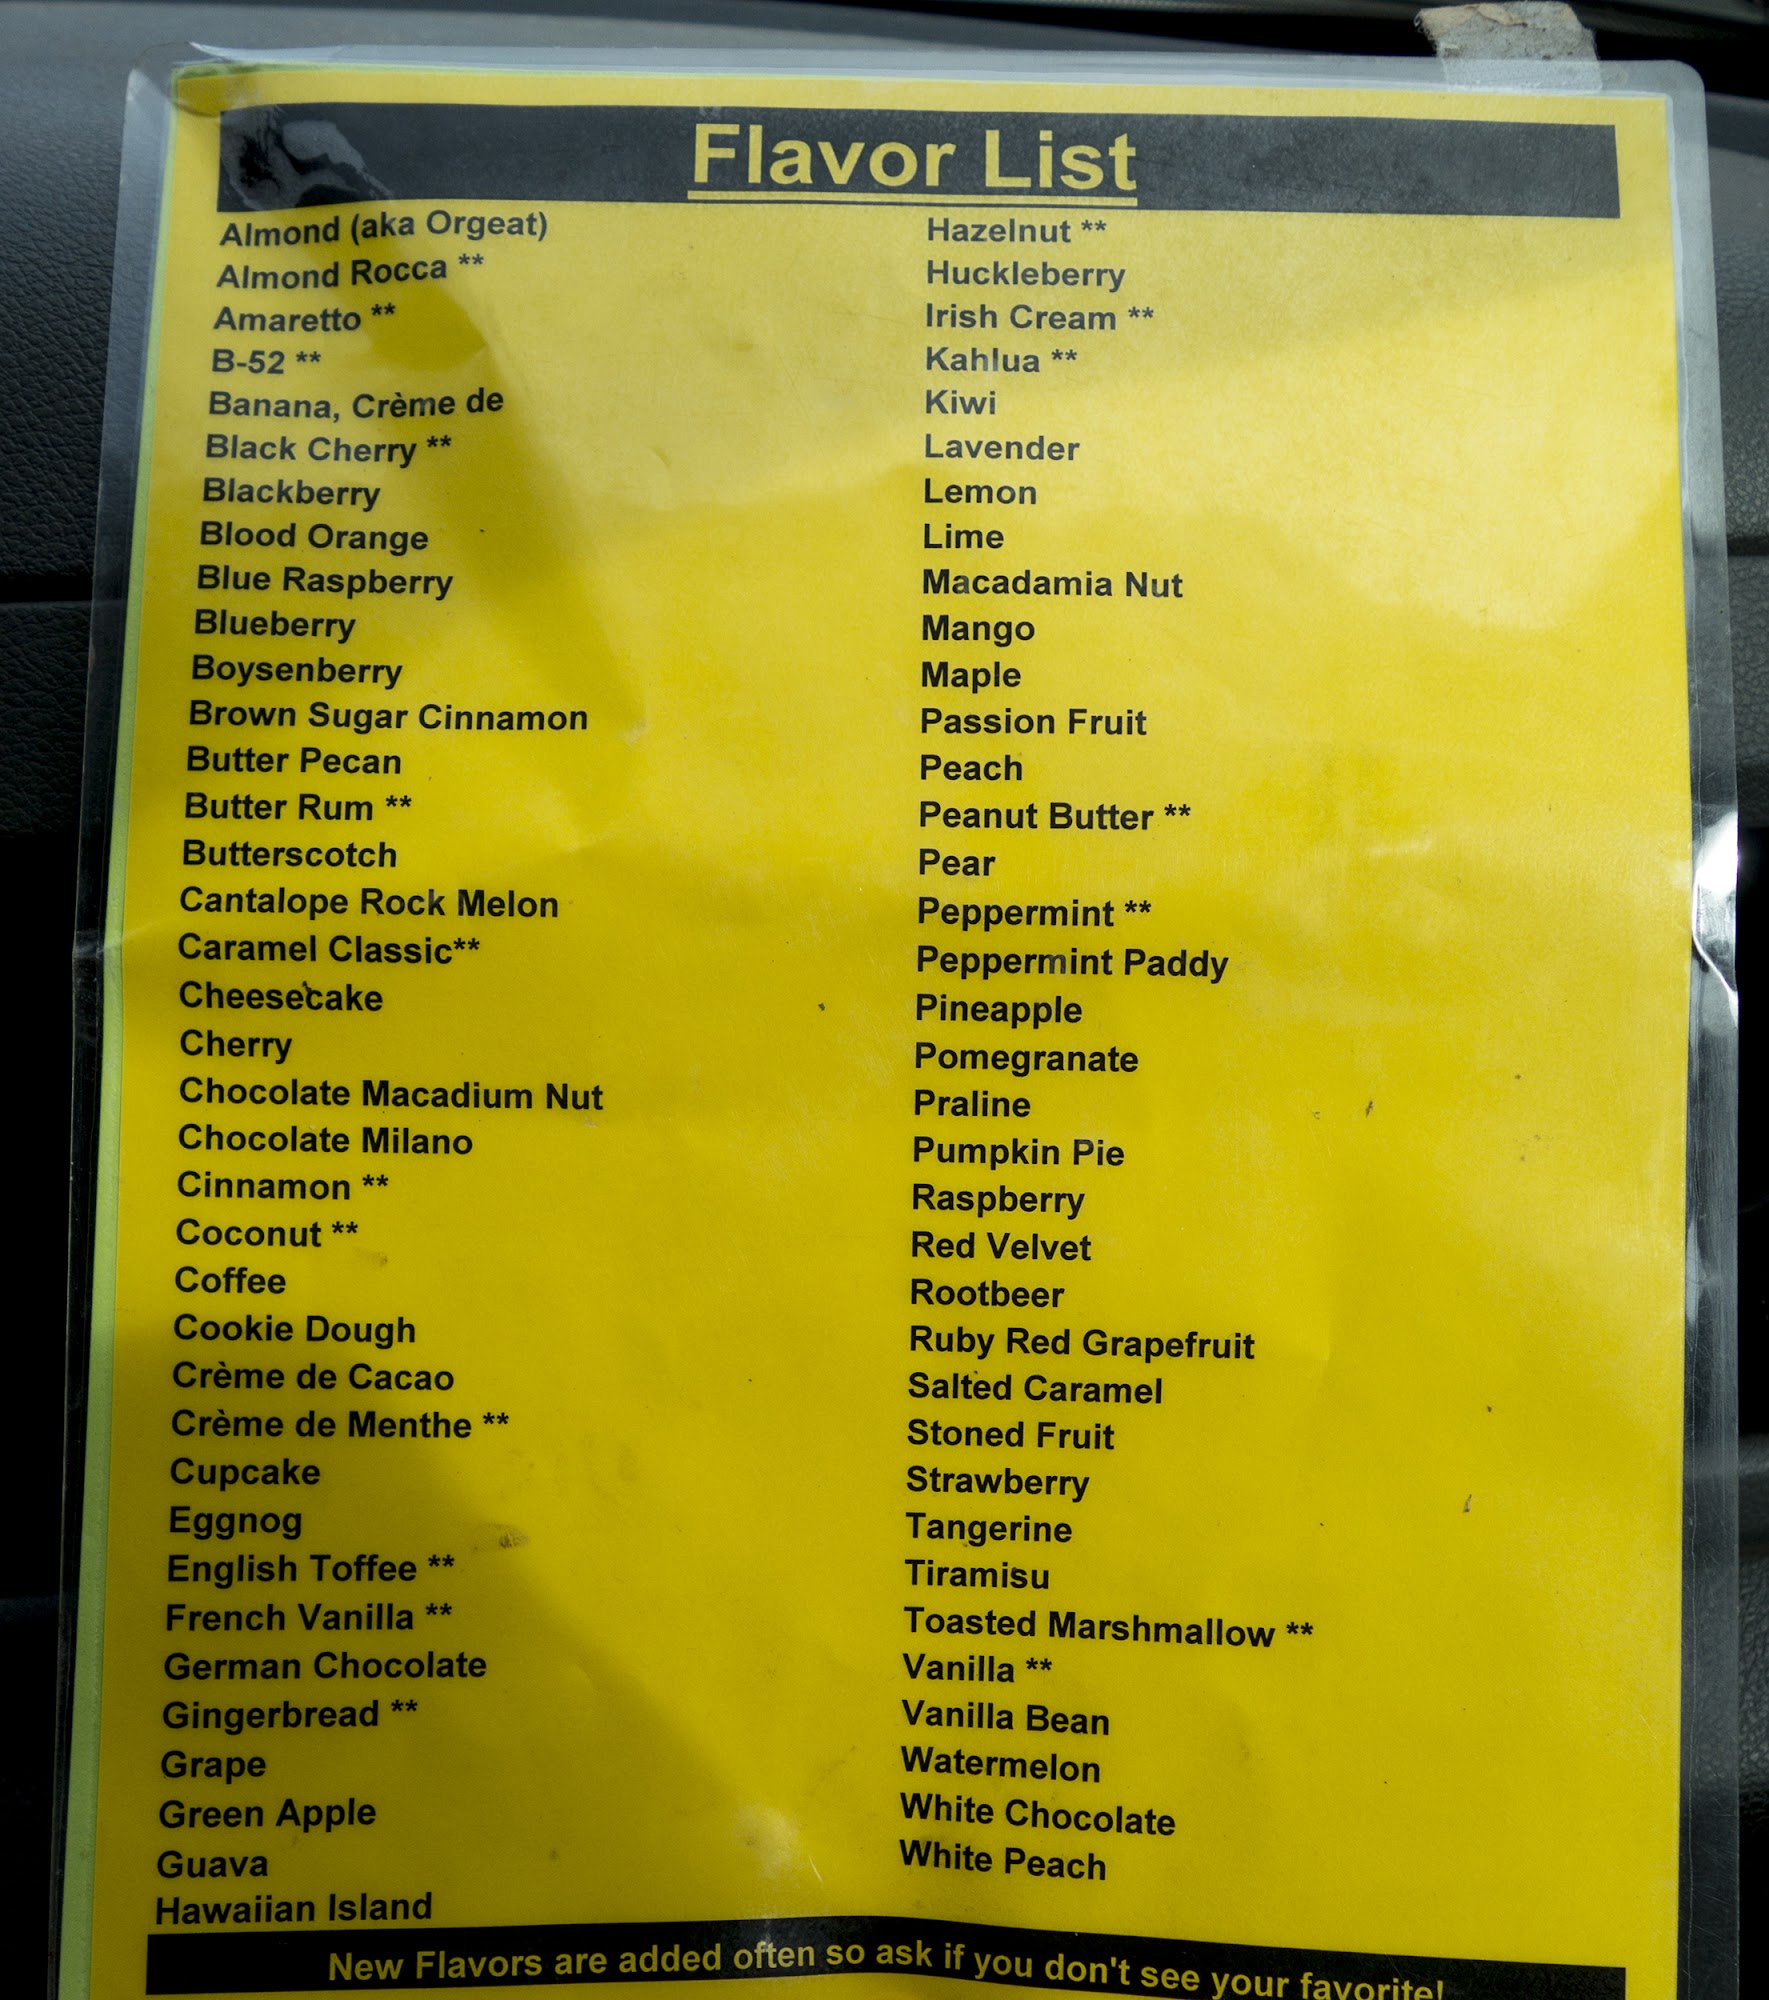 Flavor List
Almond (aka Orgeat)
Almond Rocca **
Amaretto **
B-52 **
Banana, Crème de
Black Cherry **
Blackberry
Blood Orange
Blue Raspberry
Blueberry
Boysenberry
Brown Sugar Cinnamon
Butter Pecan
Butter Rum **
Butterscotch
Cantalope Rock Melon
Caramel Classic**
Cheesecake
Cherry
Chocolate Macadium Nut
Chocolate Milano
Cinnamon **
Coconut **
Coffee
Cookie Dough
Crème de Cacao
Crème de Menthe **
Cupcake
Eggnog
English Toffee **
French Vanilla **
German Chocolate
Gingerbread **
Grape
Green Apple
Guava
Hawaiian Island
Hazelnut **
Huckleberry
Irish Cream **
Kahlua **
Kiwi
Lavender
Lemon
Lime
Macadamia Nut
Mango
Maple
Passion Fruit
Peach
Peanut Butter **
Pear
Peppermint **
Peppermint Paddy
Pineapple
Pomegranate
Praline
Pumpkin Pie
Raspberry
Red Velvet
Rootbeer
Ruby Red Grapefruit
Salted Caramel
Stoned Fruit
Strawberry
Tangerine
Tiramisu
Toasted Marshmallow **
Vanilla **
Vanilla Bean
Watermelon
White Chocolate
White Peach
New Flavors are added often so ask if you don't see your favorite!